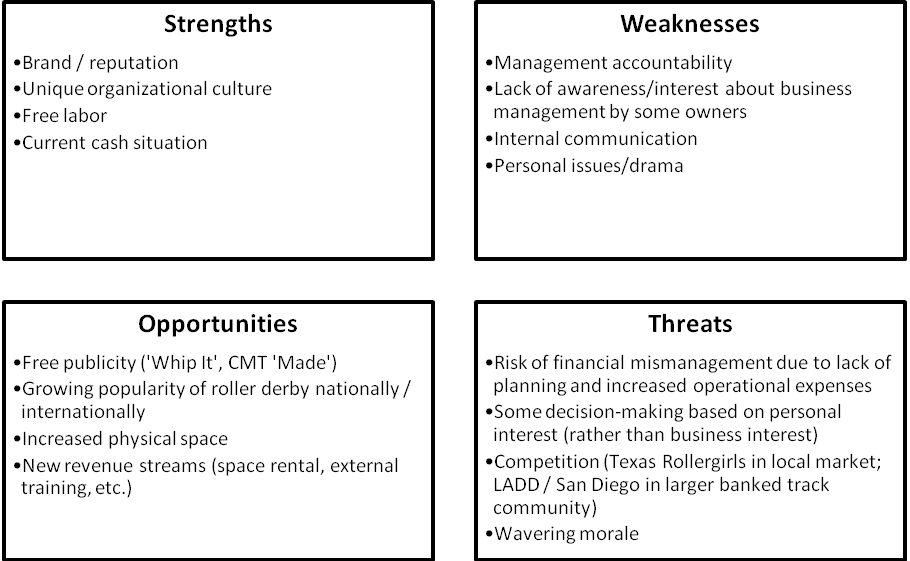 Strengths
•Brand / reputation
•Unique organizational culture
•Free labor
•Current cash situation
Weaknesses
•Management accountability
•Lack of awareness/interest about business
management by some owners
•Internal communication
•Personal issues/drama
Opportunities
•Free publicity ('Whip It', CMT 'Made')
•Growing popularity of roller derby nationally /
internationally
•Increased physical space
•New revenue streams (space rental, external
training, etc.)
Threats
•Risk of financial mismanagement due to lack of
planning and increased operational expenses
•Some decision-making based on personal
interest (rather than business interest)
•Competition (Texas Rollergirls in local market;
LADD / San Diego in larger banked track
community)
•Wavering morale